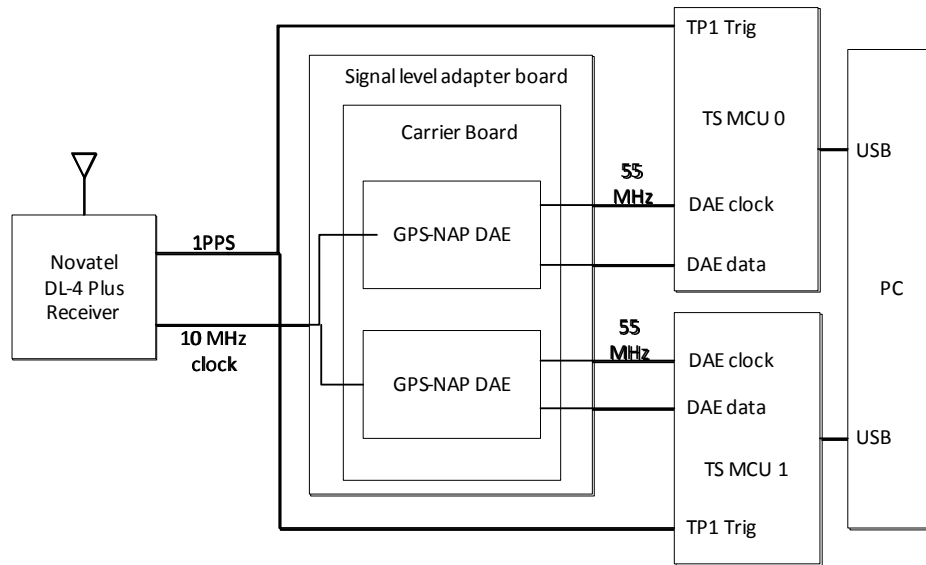 TP1 Trig
Signal level adapter board
TS MCU 0
Carrier Board
USB
55
MHz
DAE clock
GPS-NAP DAE
1PPS
DAE data
Novatel
DL-4 Plus
Receiver
PC
10 MHz
clock
55
MHz
DAE clock
GPS-NAP DAE
DAE data
USB
TS MCU 1
TP1 Trig